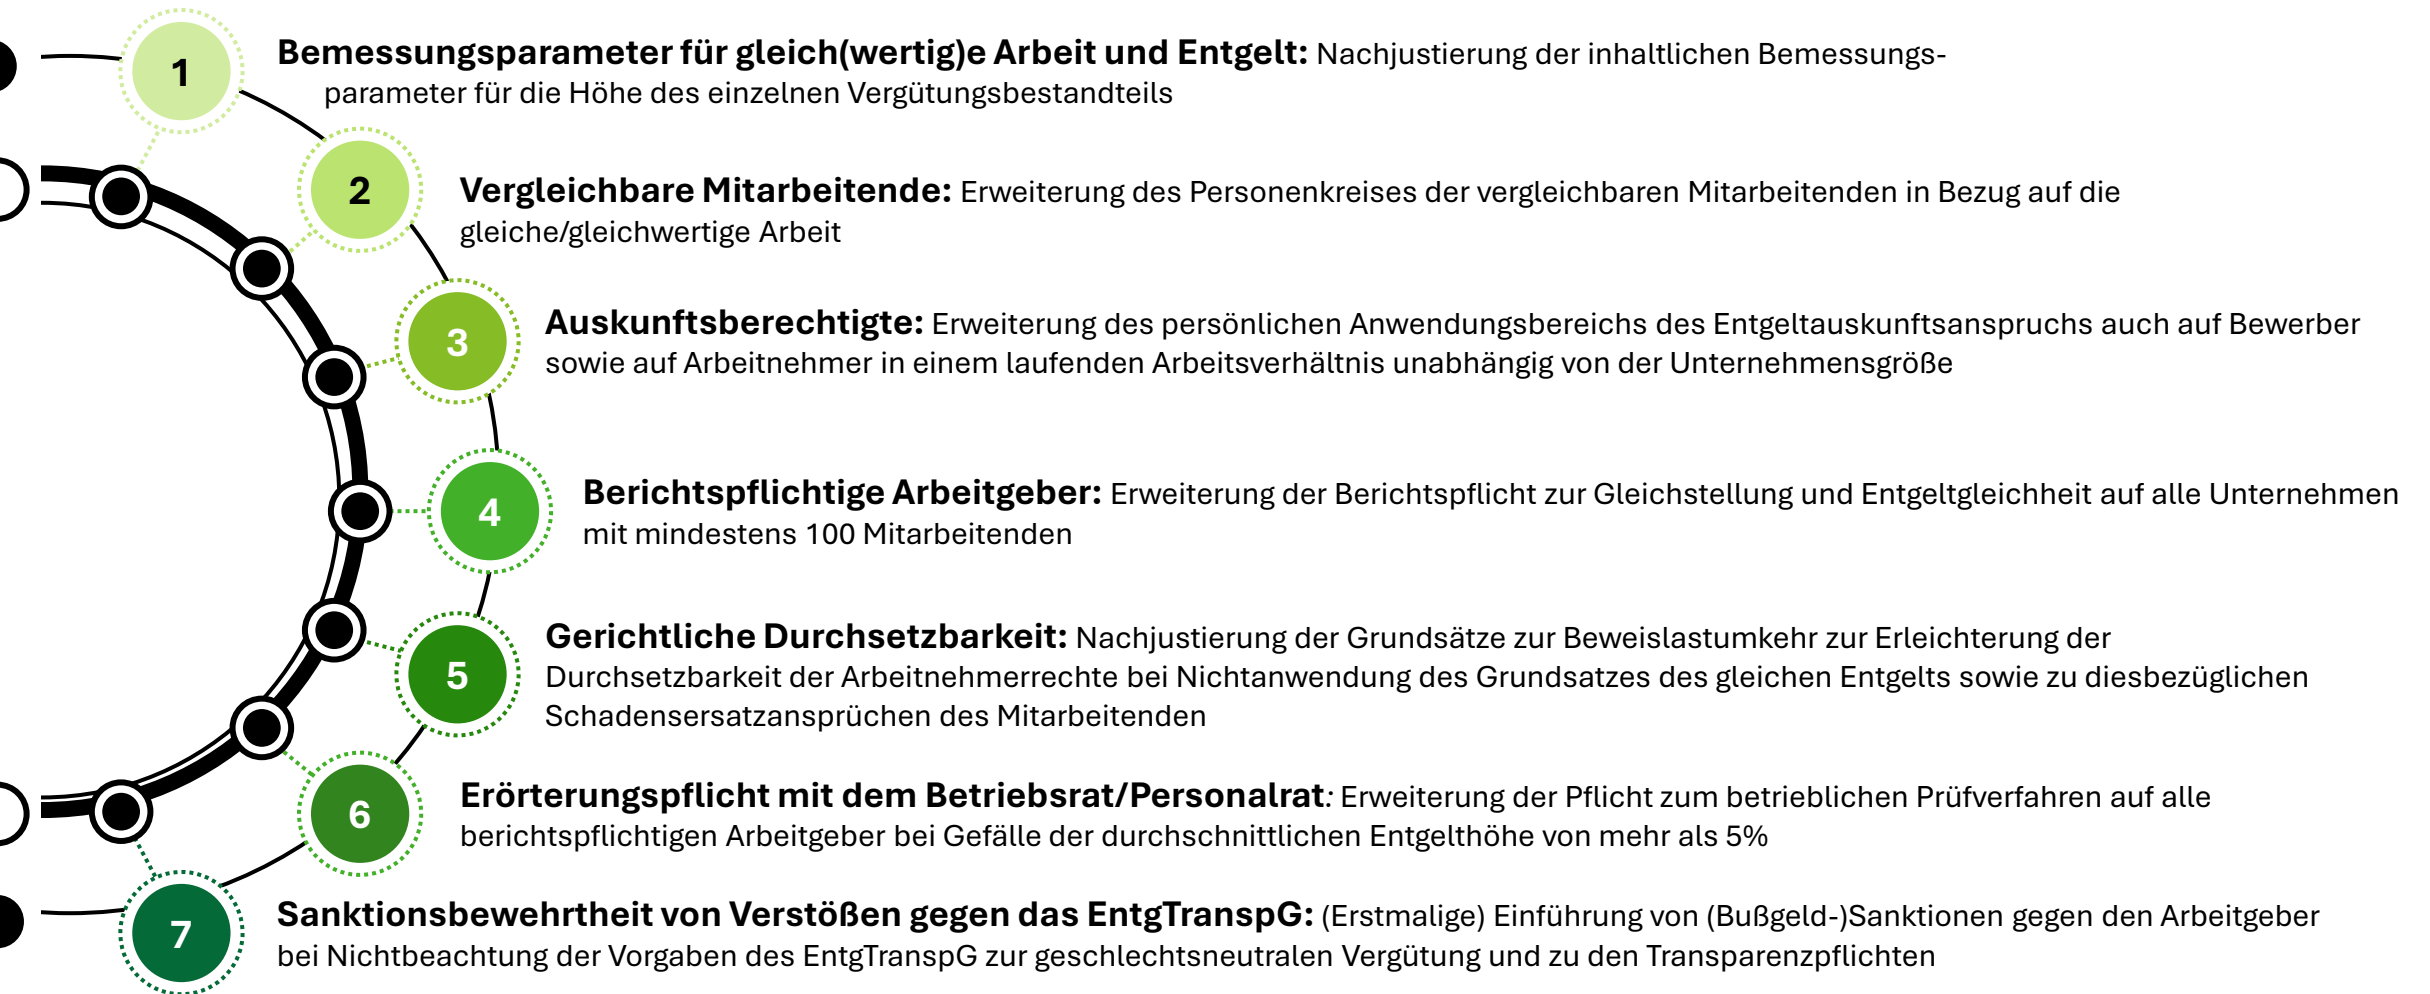 1
Bemessungsparameter für gleich(wertig)e Arbeit und Entgelt: Nachjustierung der inhaltlichen Bemessungs-
parameter für die Höhe des einzelnen Vergütungsbestandteils
2
Vergleichbare Mitarbeitende: Erweiterung des Personenkreises der vergleichbaren Mitarbeitenden in Bezug auf die
gleiche/gleichwertige Arbeit
3
Auskunftsberechtigte: Erweiterung des persönlichen Anwendungsbereichs des Entgeltauskunftsanspruchs auch auf Bewerber
sowie auf Arbeitnehmer in einem laufenden Arbeitsverhältnis unabhängig von der Unternehmensgröße
4
Berichtspflichtige Arbeitgeber: Erweiterung der Berichtspflicht zur Gleichstellung und Entgeltgleichheit auf alle Unternehmen
mit mindestens 100 Mitarbeitenden
5
Gerichtliche Durchsetzbarkeit: Nachjustierung der Grundsätze zur Beweislastumkehr zur Erleichterung der
Durchsetzbarkeit der Arbeitnehmerrechte bei Nichtanwendung des Grundsatzes des gleichen Entgelts sowie zu diesbezüglichen
Schadensersatzansprüchen des Mitarbeitenden
6
Erörterungspflicht mit dem Betriebsrat/Personalrat: Erweiterung der Pflicht zum betrieblichen Prüfverfahren auf alle
berichtspflichtigen Arbeitgeber bei Gefälle der durchschnittlichen Entgelthöhe von mehr als 5%
7
Sanktionsbewehrtheit von Verstößen gegen das EntgTranspG: (Erstmalige) Einführung von (Bußgeld-)Sanktionen gegen den Arbeitgeber
bei Nichtbeachtung der Vorgaben des EntgTranspG zur geschlechtsneutralen Vergütung und zu den Transparenzpflichten